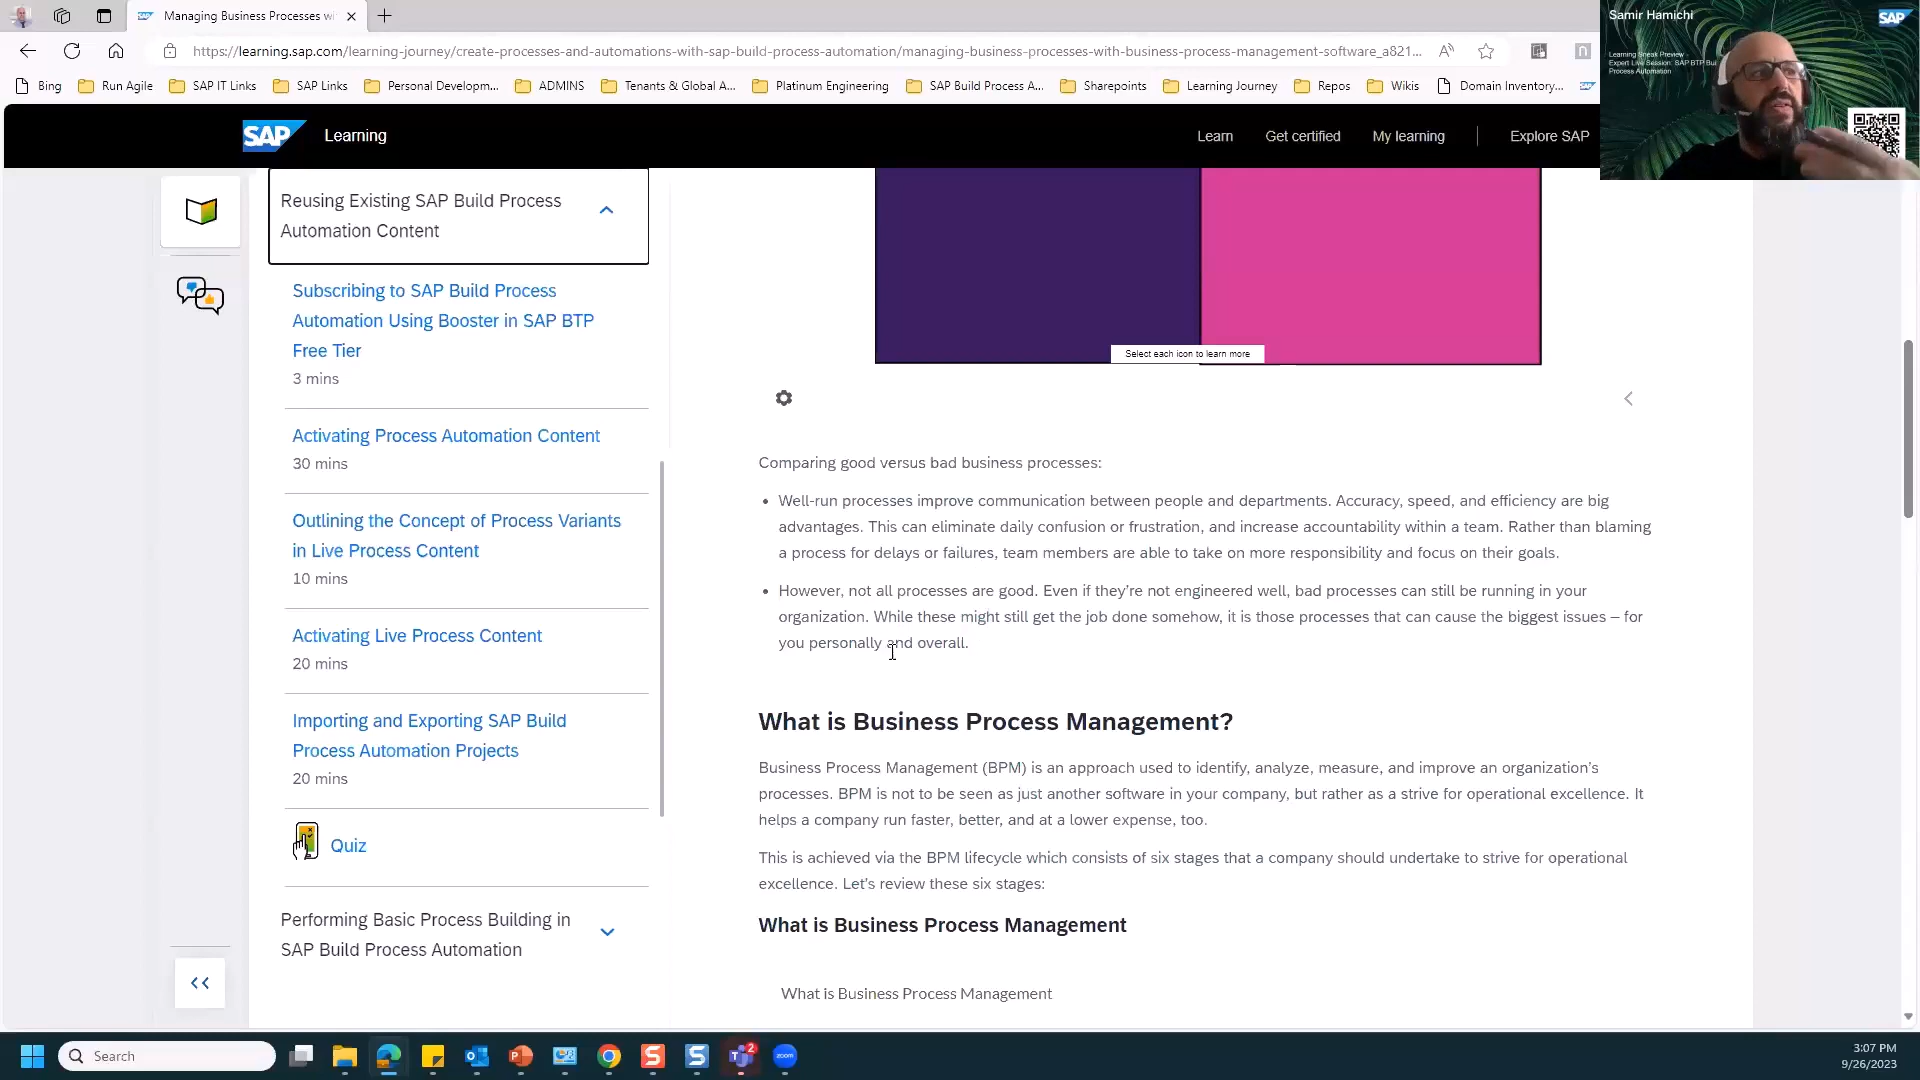 Managing Business Processes wi
https://learning.sap.com/learning-journey/create-processes-and-automations-with-sap-build-process-automation/managing-business-processes-with-business-process-management-software_a821...
Bing
Run Agile
SAP IT Links
SAP Links
Personal Developm...
ADMINS
Tenants & Global A...
Platinum Engineering
SAP Build Process A...
Sharepoints
Learning Journey
Repos
Wikis
Domain Inventory...
Samir Hamichi
SAP
Learning Sneak Preview -
Expert Live Session: SAP BTP Bui
Process Automation
SAP
Learning
Learn
Get certified
My learning
Explore SAP
Reusing Existing SAP Build Process
Automation Content
Subscribing to SAP Build Process
Automation Using Booster in SAP BTP
Free Tier
3 mins
Activating Process Automation Content
30 mins
Outlining the Concept of Process Variants
in Live Process Content
10 mins
Activating Live Process Content
20 mins
Importing and Exporting SAP Build
Process Automation Projects
20 mins
Quiz
Performing Basic Process Building in
SAP Build Process Automation
Select each icon to learn more
Comparing good versus bad business processes:
• Well-run processes improve communication between people and departments. Accuracy, speed, and efficiency are big
advantages. This can eliminate daily confusion or frustration, and increase accountability within a team. Rather than blaming
a process for delays or failures, team members are able to take on more responsibility and focus on their goals.
• However, not all processes are good. Even if they're not engineered well, bad processes can still be running in your
organization. While these might still get the job done somehow, it is those processes that can cause the biggest issues – for
you personally and overall.
What is Business Process Management?
Business Process Management (BPM) is an approach used to identify, analyze, measure, and improve an organization's
processes. BPM is not to be seen as just another software in your company, but rather as a strive for operational excellence. It
helps a company run faster, better, and at a lower expense, too.
This is achieved via the BPM lifecycle which consists of six stages that a company should undertake to strive for operational
excellence. Let's review these six stages:
What is Business Process Management
What is Business Process Management
Search
2
zoom
3:07 PM
9/26/2023